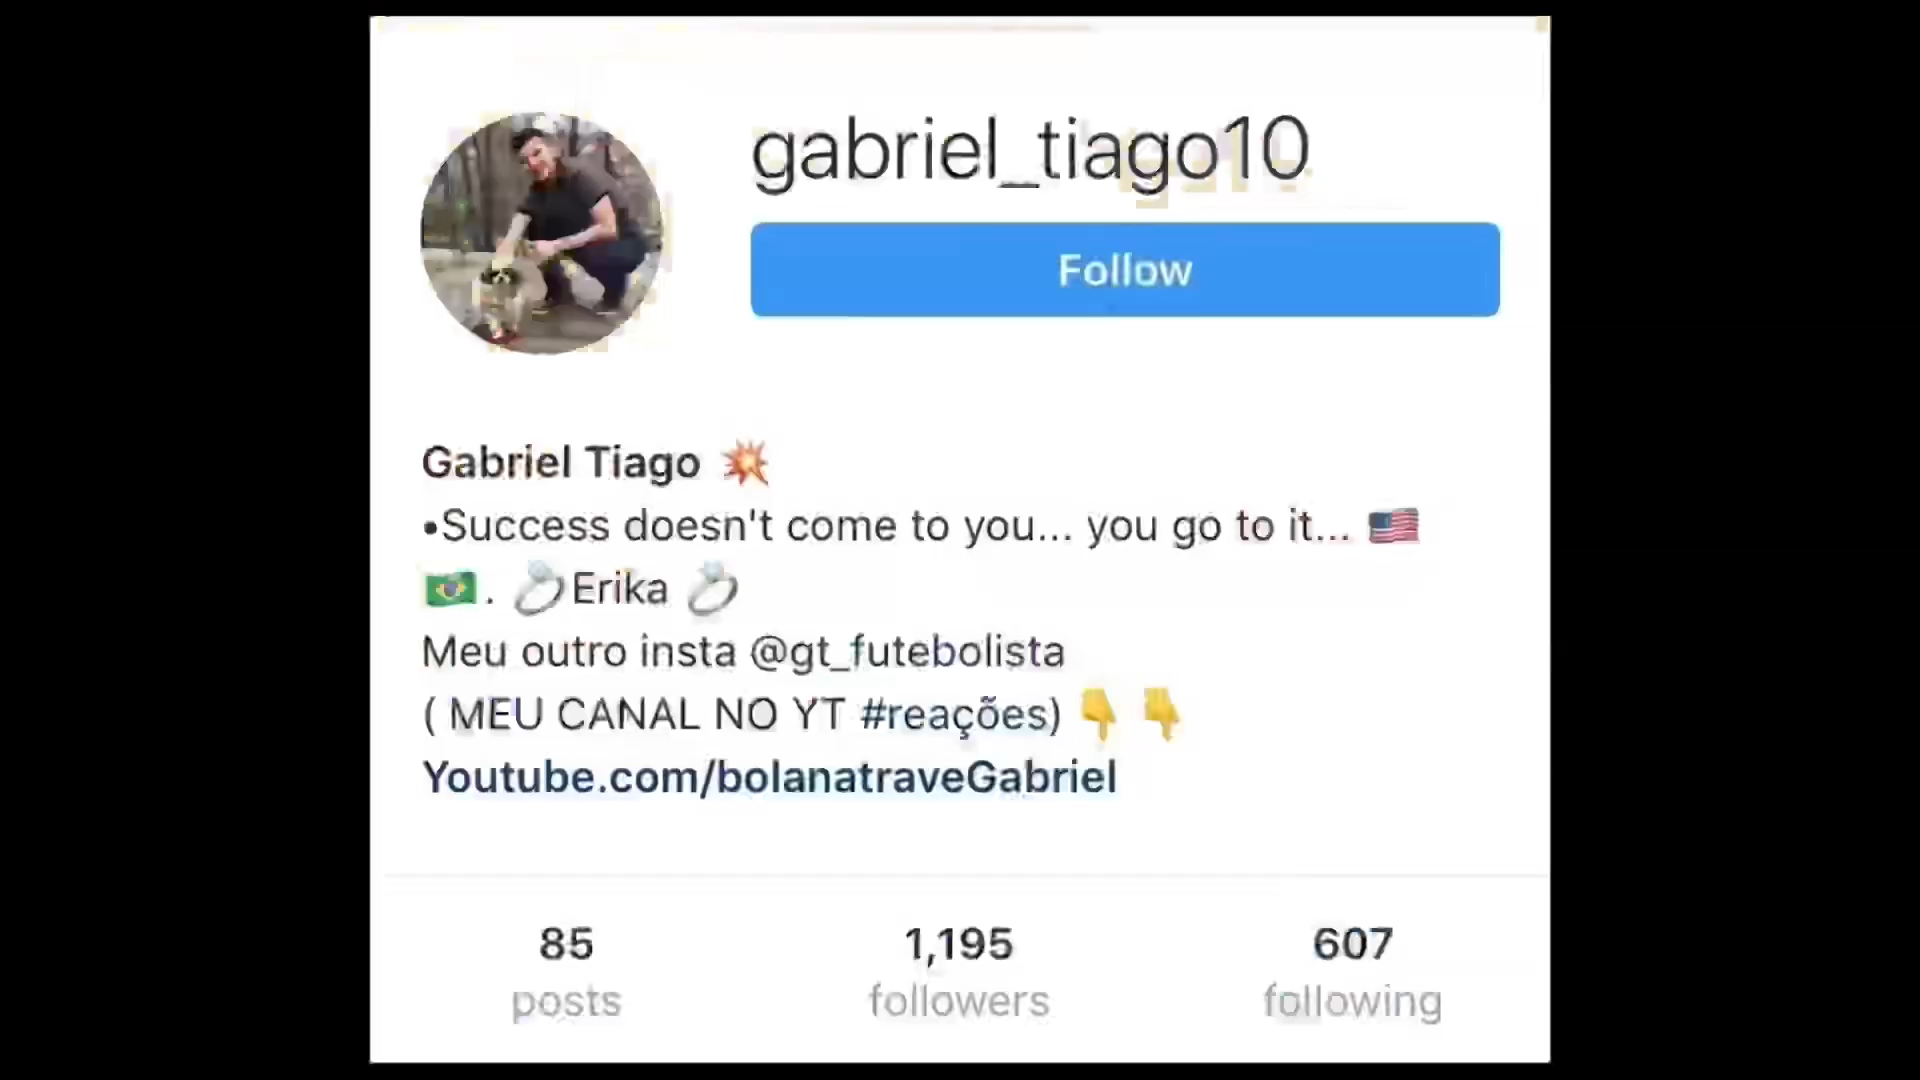 gabriel_tiago10
Follow
Gabriel Tiago 💥
•Success doesn't come to you... you go to it... 🇺🇸
🇧🇷. 💍Erika 💍
Meu outro insta @gt_futebolista
( MEU CANAL NO YT #reações) 👇 👇
Youtube.com/bolanatraveGabriel
85 1,195 607
posts followers following